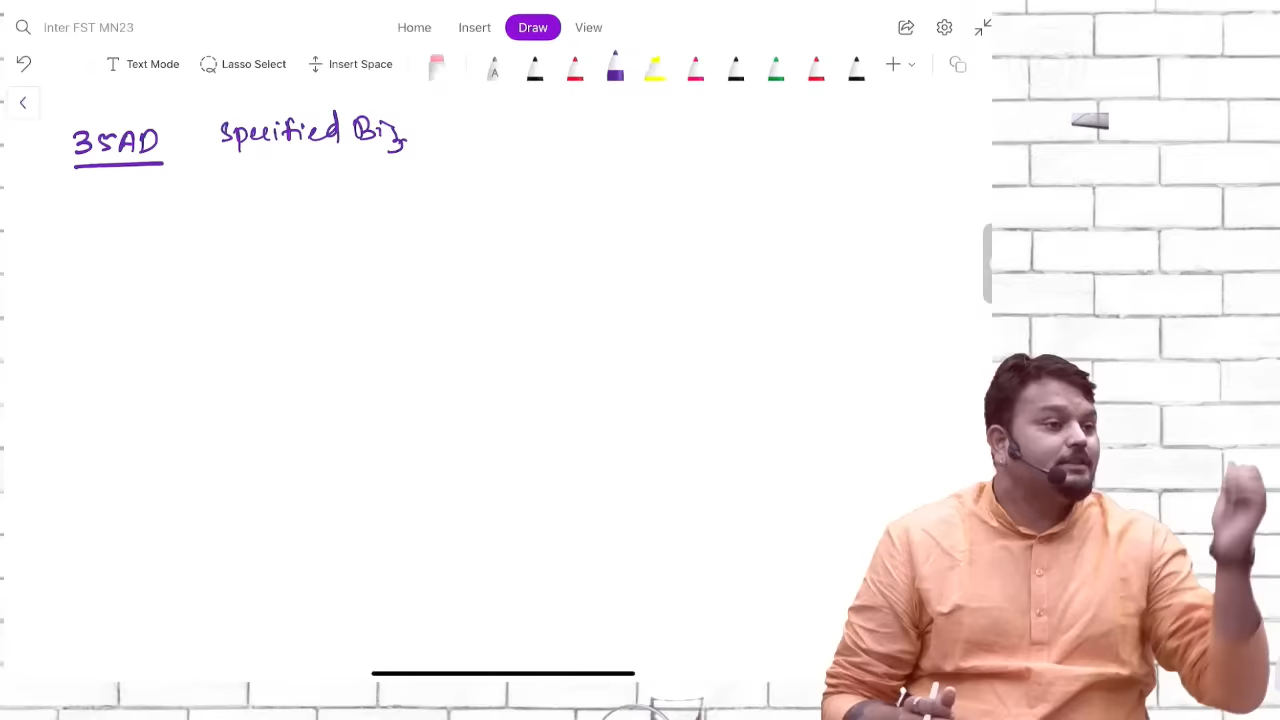 Inter FST MN23
Home Insert Draw View
Text Mode Lasso Select Insert Space
A
35AD Specified Biz